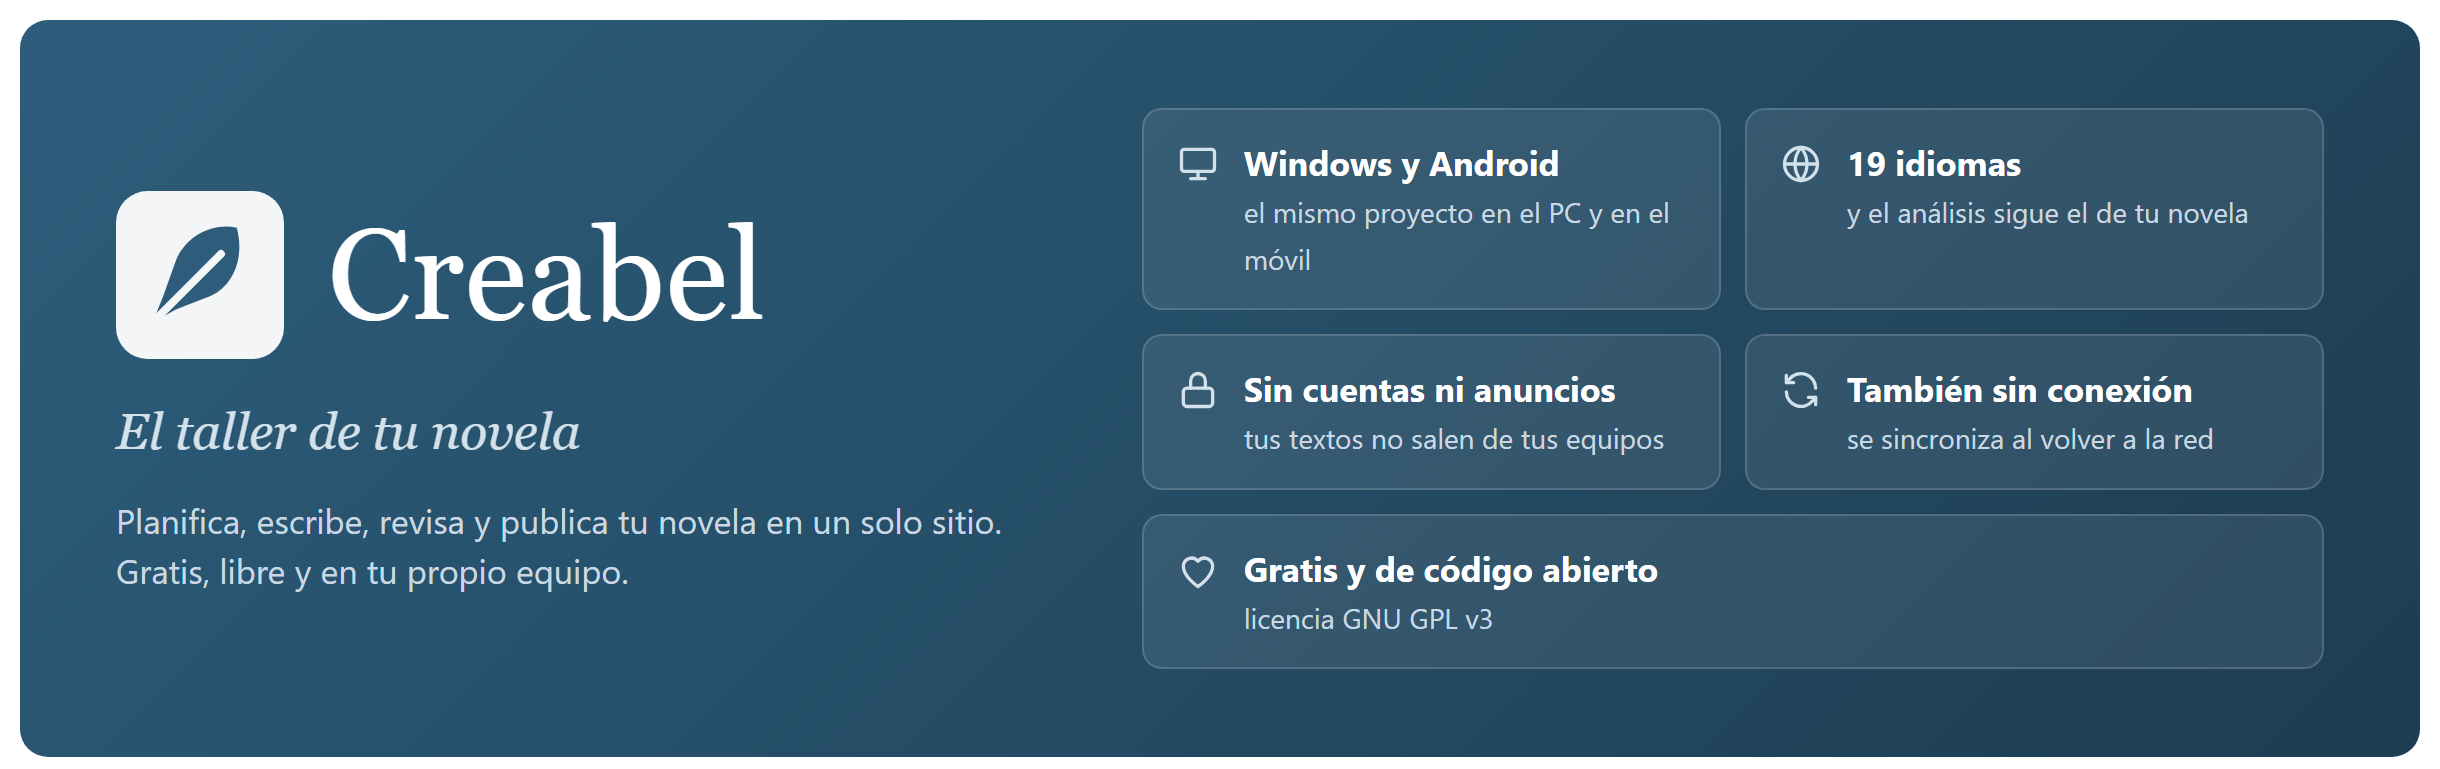 Creabel
El taller de tu novela
Planifica, escribe, revisa y publica tu novela en un solo sitio.
Gratis, libre y en tu propio equipo.
Windows y Android
el mismo proyecto en el PC y en el
móvil
19 idiomas
y el análisis sigue el de tu novela
Sin cuentas ni anuncios
tus textos no salen de tus equipos
También sin conexión
se sincroniza al volver a la red
Gratis y de código abierto
licencia GNU GPL v3